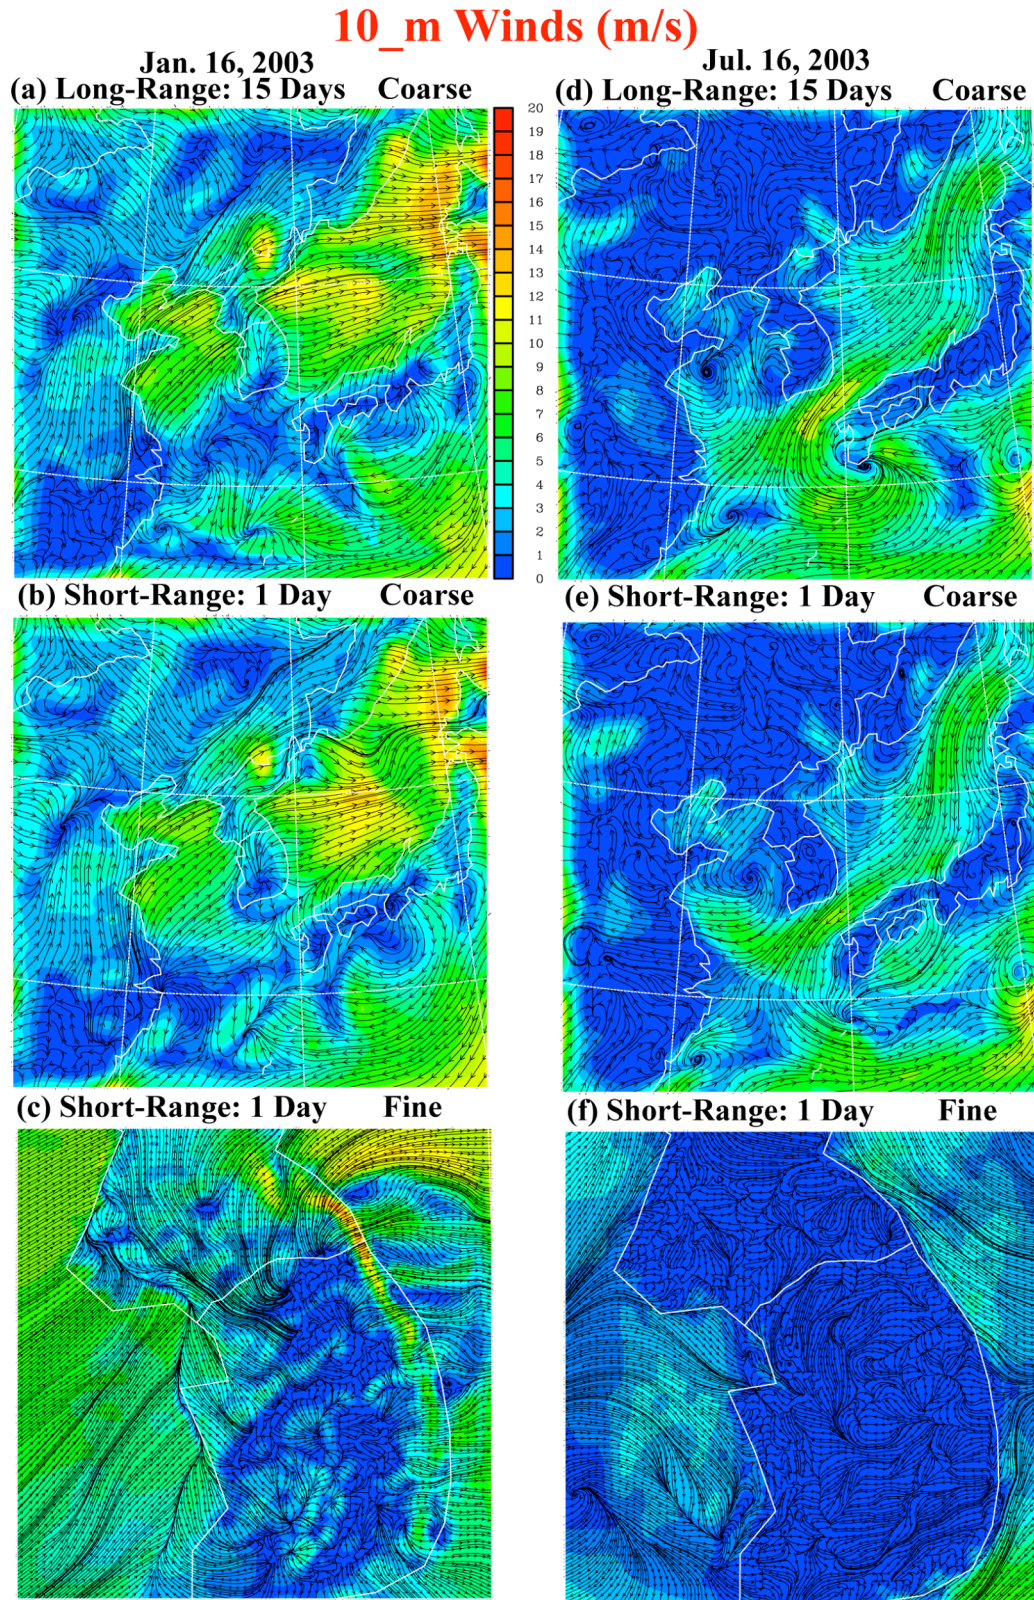 10_m Winds (m/s)
Jan. 16, 2003
Jul. 16, 2003
(a) Long-Range: 15 Days Coarse
(d) Long-Range: 15 Days Coarse
20
19
18
17
16
15
14
13
12
11
10
9
8
7
6
5
4
3
2
1
0
(b) Short-Range: 1 Day Coarse
(e) Short-Range: 1 Day Coarse
(c) Short-Range: 1 Day Fine
(f) Short-Range: 1 Day Fine